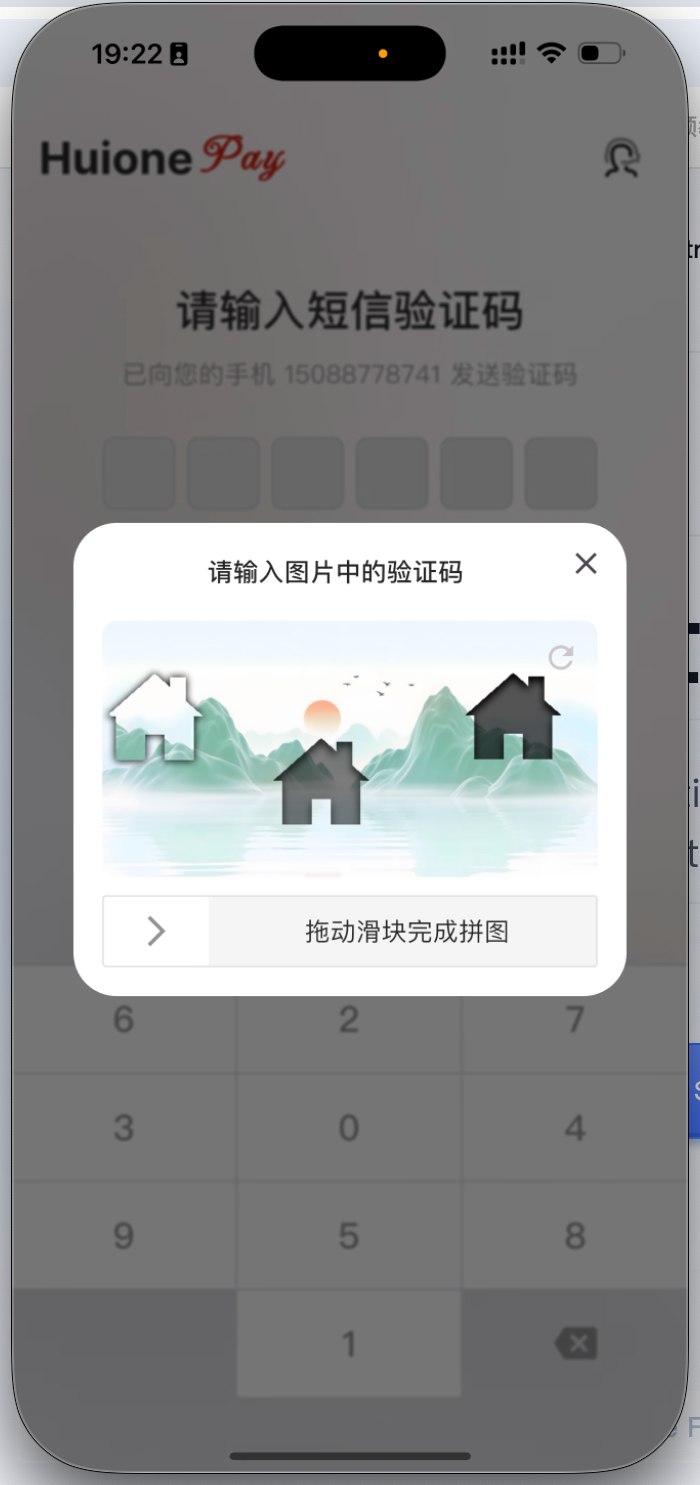 19:22
Huione Pay
请输入短信验证码
已向您的手机 15088778741 发送验证码
请输入图片中的验证码
拖动滑块完成拼图
6 2 7
3 0 4
9 5 8
1